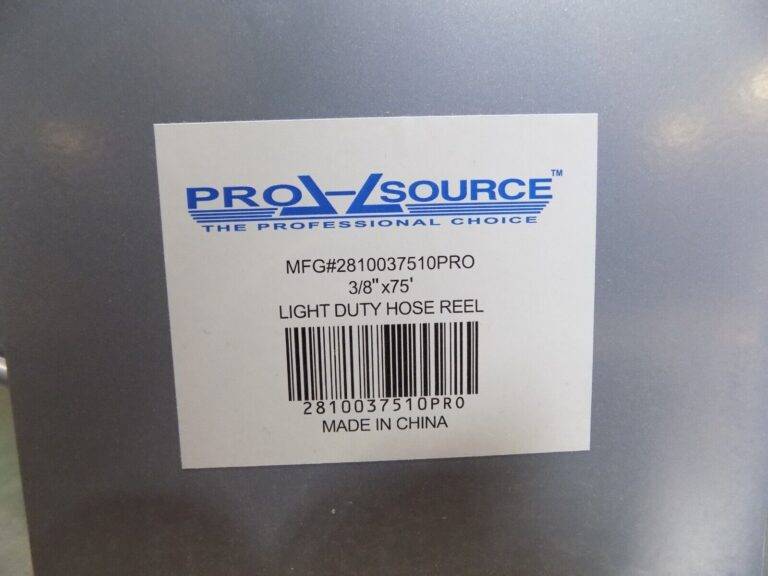 PRO SOURCE™
THE PROFESSIONAL CHOICE
MFG#2810037510PRO
3/8"x75'
LIGHT DUTY HOSE REEL
2810037510PRO
MADE IN CHINA